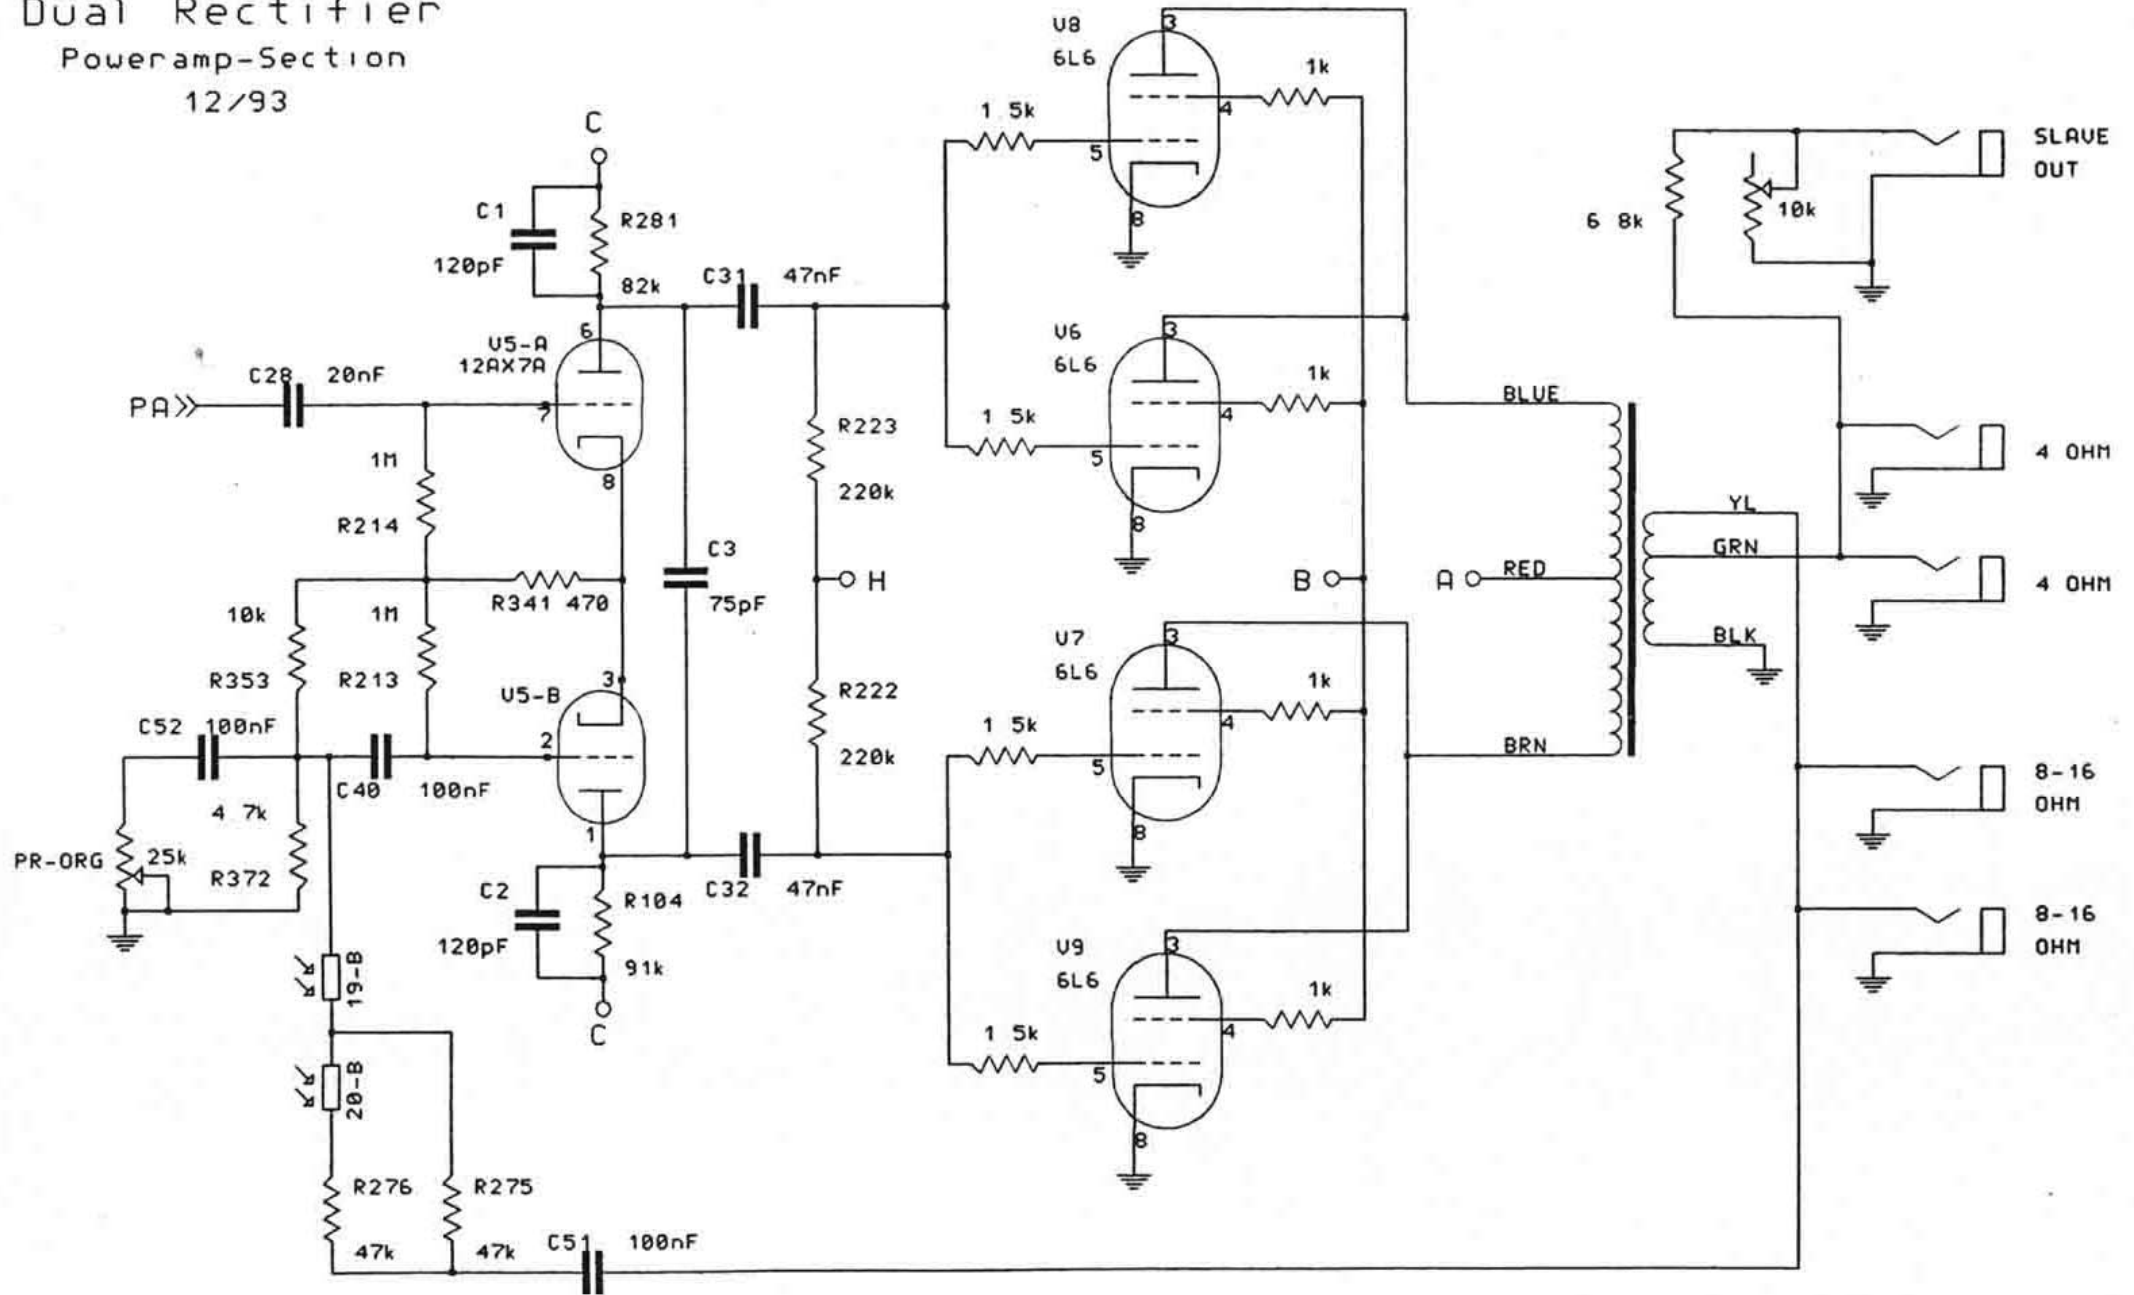 Dual Rectifier
Poweramp-Section
12/93
C
C1
120pF
R281
82k
C31 47nF
V5-A
12AX7A
6
7
8
PA
C28 20nF
1M
R214
R223
220k
C3
75pF
H
R341 470
10k
R353
1M
R213
V5-B
3
2
1
C52 100nF
C40 100nF
4 7k
R372
PR-ORG
25k
R222
220k
C32 47nF
C2
120pF
R104
91k
C
19-B
20-B
R276
47k
R275
47k
C51 100nF
V8
6L6
3
4
5
8
1k
1 5k
V6
6L6
3
4
5
8
1k
1 5k
V7
6L6
3
4
5
8
1k
1 5k
V9
6L6
3
4
5
8
1k
1 5k
B
A
BLUE
RED
BRN
YL
GRN
BLK
6 8k
10k
SLAVE
OUT
4 OHM
4 OHM
8-16
OHM
8-16
OHM